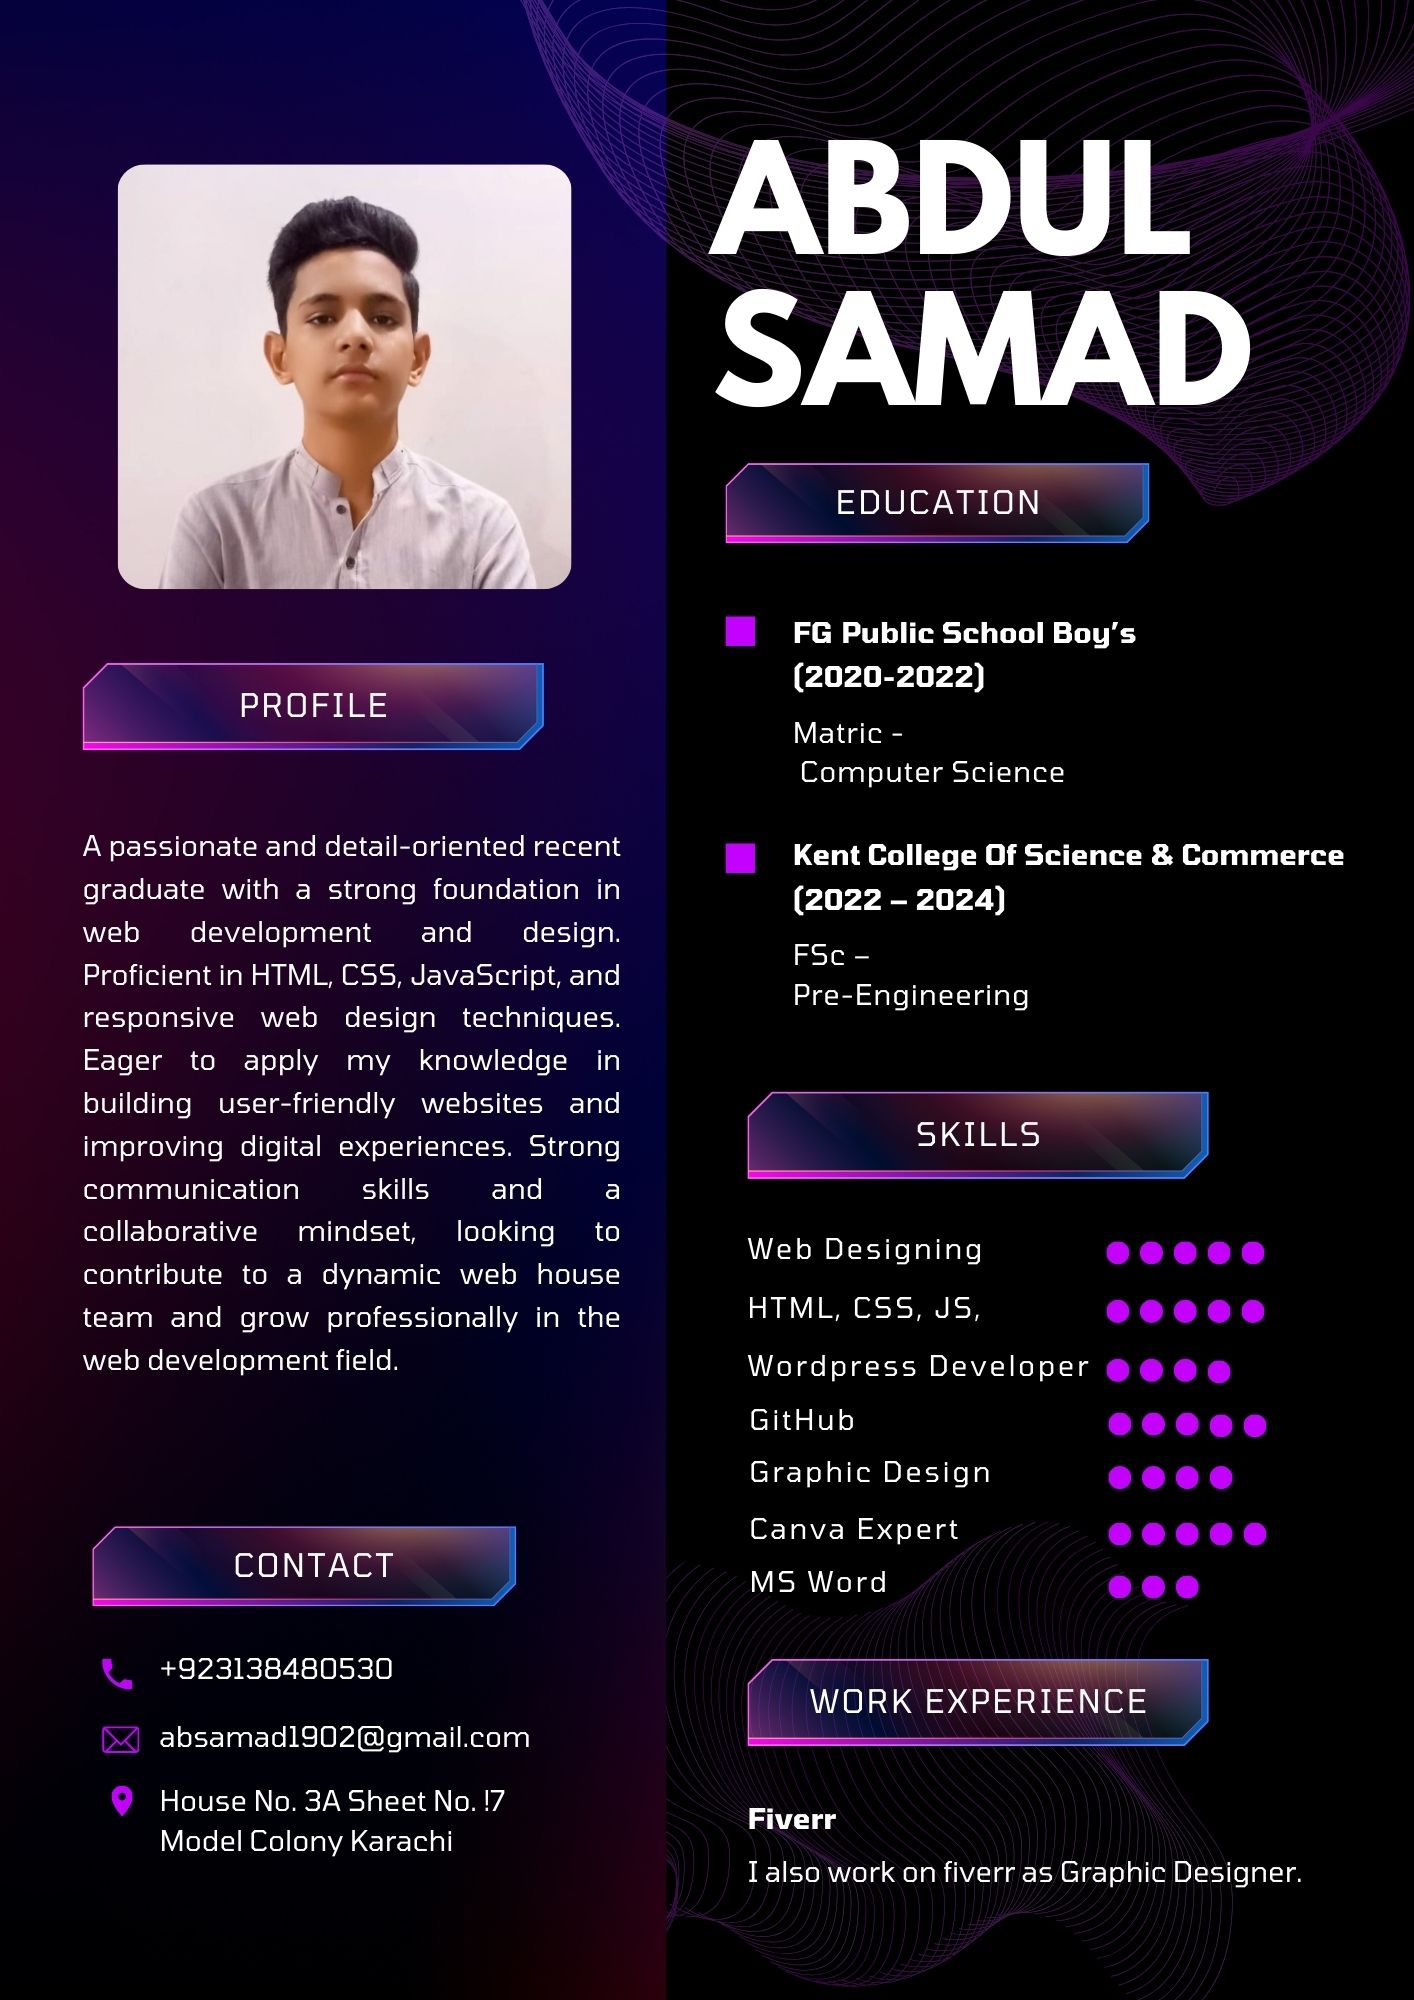 ABDUL
SAMAD
PROFILE
A passionate and detail-oriented recent
graduate with a strong foundation in
web development and design.
Proficient in HTML, CSS, JavaScript, and
responsive web design techniques.
Eager to apply my knowledge in
building user-friendly websites and
improving digital experiences. Strong
communication skills and a
collaborative mindset, looking to
contribute to a dynamic web house
team and grow professionally in the
web development field.
CONTACT
+923138480530
absamad1902@gmail.com
House No. 3A Sheet No. !7
Model Colony Karachi
EDUCATION
FG Public School Boy's
(2020-2022)
Matric -
Computer Science
Kent College Of Science & Commerce
(2022 – 2024)
FSc –
Pre-Engineering
SKILLS
Web Designing
HTML, CSS, JS,
Wordpress Developer
GitHub
Graphic Design
Canva Expert
MS Word
WORK EXPERIENCE
Fiverr
I also work on fiverr as Graphic Designer.